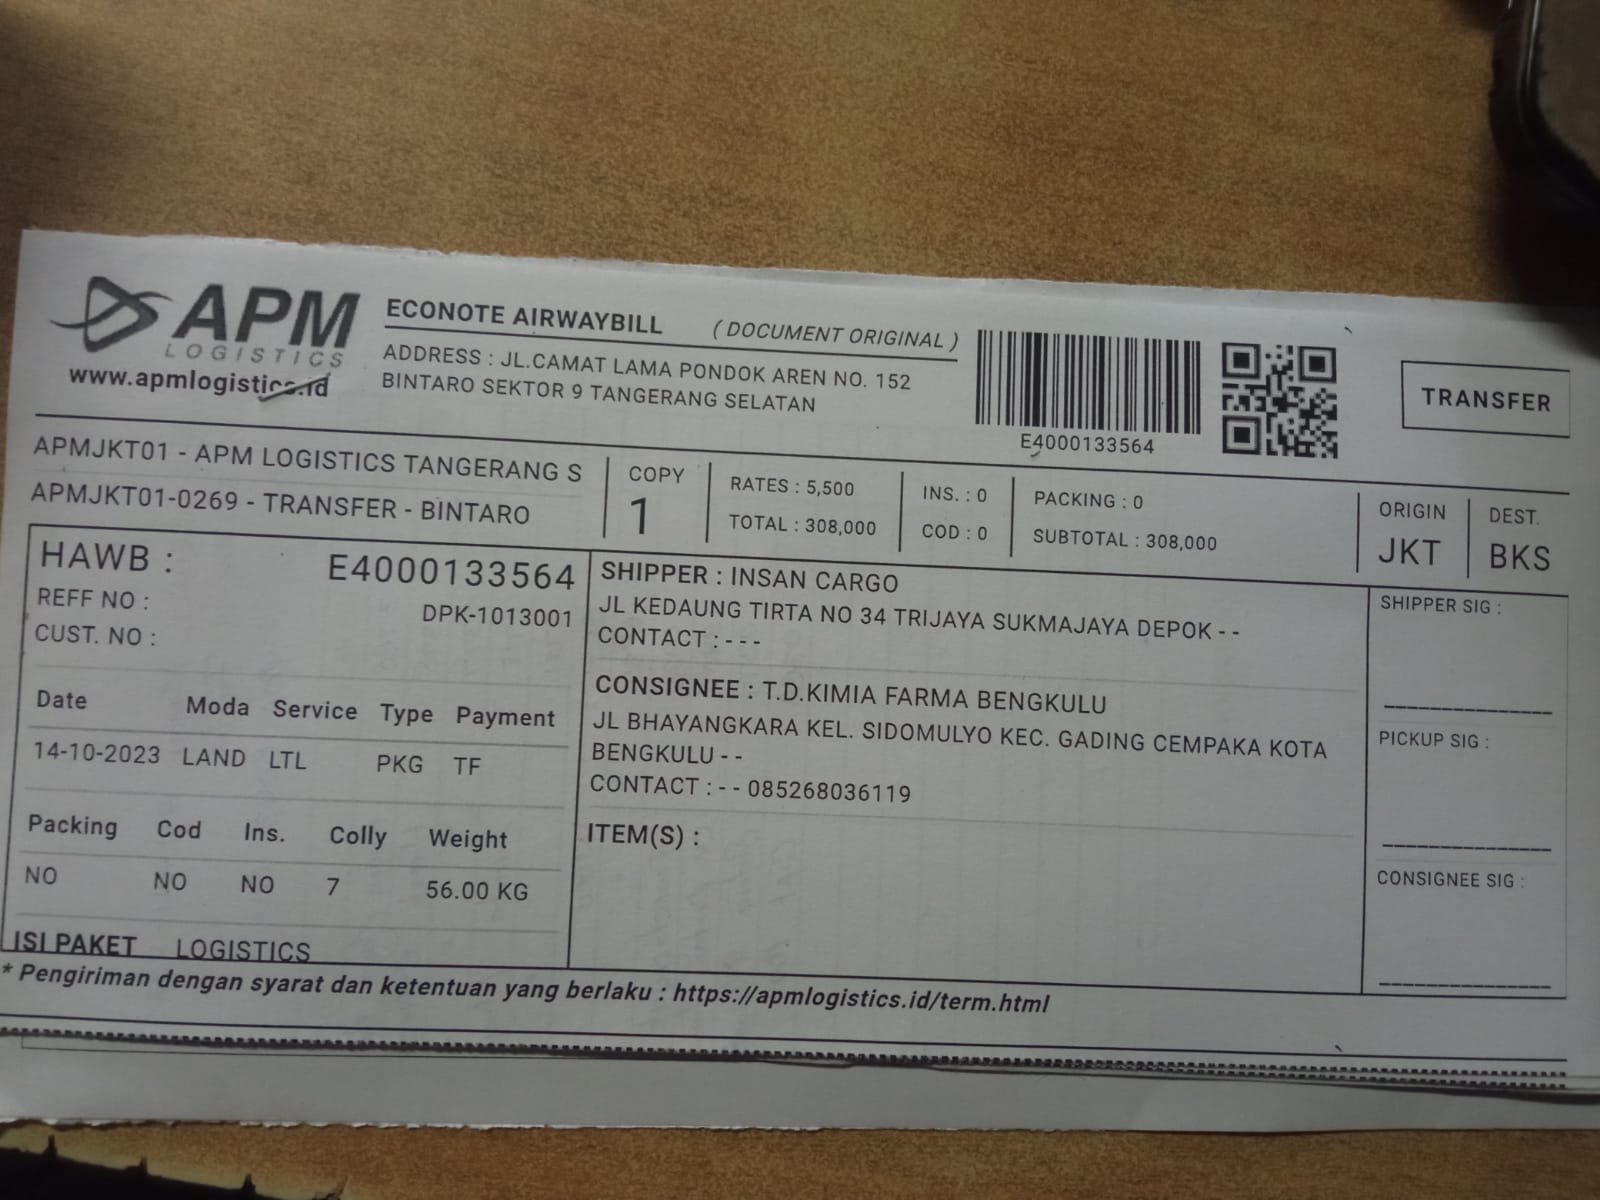 APM
LOGISTICS
www.apmlogistics.id
ECONOTE AIRWAYBILL ( DOCUMENT ORIGINAL )
ADDRESS : JL.CAMAT LAMA PONDOK AREN NO. 152
BINTARO SEKTOR 9 TANGERANG SELATAN
E4000133564
TRANSFER
APMJKT01 - APM LOGISTICS TANGERANG S
APMJKT01-0269 - TRANSFER - BINTARO
COPY
1
RATES : 5,500
TOTAL : 308,000
INS. : 0
COD : 0
PACKING : 0
SUBTOTAL : 308,000
ORIGIN
JKT
DEST.
BKS
HAWB : E4000133564
REFF NO : DPK-1013001
CUST. NO :
Date Moda Service Type Payment
14-10-2023 LAND LTL PKG TF
Packing Cod Ins. Colly Weight
NO NO NO 7 56.00 KG
ISI PAKET LOGISTICS
SHIPPER : INSAN CARGO
JL KEDAUNG TIRTA NO 34 TRIJAYA SUKMAJAYA DEPOK - -
CONTACT : - - -
CONSIGNEE : T.D.KIMIA FARMA BENGKULU
JL BHAYANGKARA KEL. SIDOMULYO KEC. GADING CEMPAKA KOTA
BENGKULU - -
CONTACT : - - 085268036119
ITEM(S) :
SHIPPER SIG :
PICKUP SIG :
CONSIGNEE SIG :
* Pengiriman dengan syarat dan ketentuan yang berlaku : https://apmlogistics.id/term.html